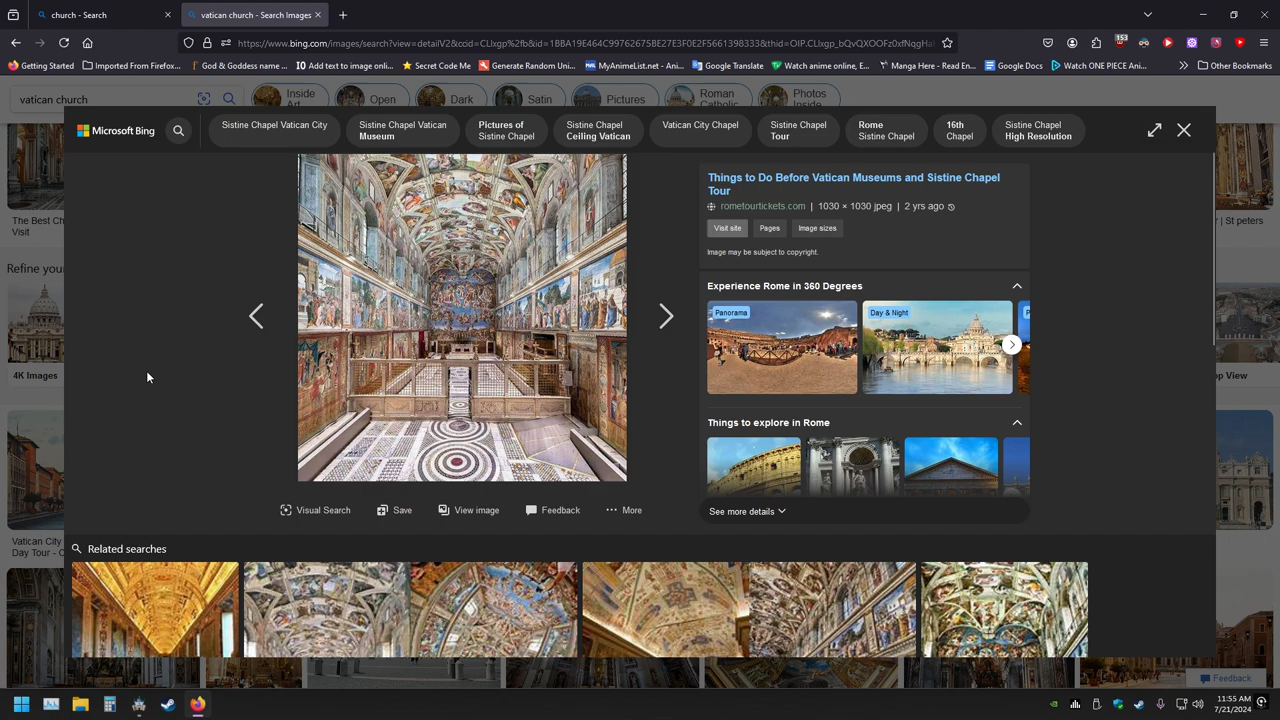 church - Search
vatican church - Search Images
https://www.bing.com/images/search?view=detailV2&ccid=CLIxgp%2fb&id=1BBA19E464C99762675BE27E3F0E2F5661398333&thid=OIP.CLIxgp_bQvQXOOFz0xfNqgHaH
153
Getting Started
Imported From Firefox...
God & Goddess name ...
Add text to image onli...
Secret Code Me
Generate Random Uni...
MyAnimeList.net - Ani...
Google Translate
Watch anime online, E...
Manga Here - Read En...
Google Docs
Watch ONE PIECE Ani...
Other Bookmarks
vatican church
Inside
Art
Open
Dark
Satin
Pictures
Roman
Catholic
Photos
Inside
Microsoft Bing
Sistine Chapel Vatican City
Sistine Chapel Vatican
Museum
Pictures of
Sistine Chapel
Sistine Chapel
Ceiling Vatican
Vatican City Chapel
Sistine Chapel
Tour
Rome
Sistine Chapel
16th
Chapel
Sistine Chapel
High Resolution
Things to Do Before Vatican Museums and Sistine Chapel
Tour
rometourtickets.com | 1030 × 1030 jpeg | 2 yrs ago
Visit site
Pages
Image sizes
Image may be subject to copyright.
The Best Ch
Visit
| St peters
Refine your
Experience Rome in 360 Degrees
Panorama
Day & Night
P
4K Images
op View
Things to explore in Rome
Visual Search
Save
View image
Feedback
More
See more details
Vatican City
Day Tour - C
Related searches
Feedback
11:55 AM
7/21/2024